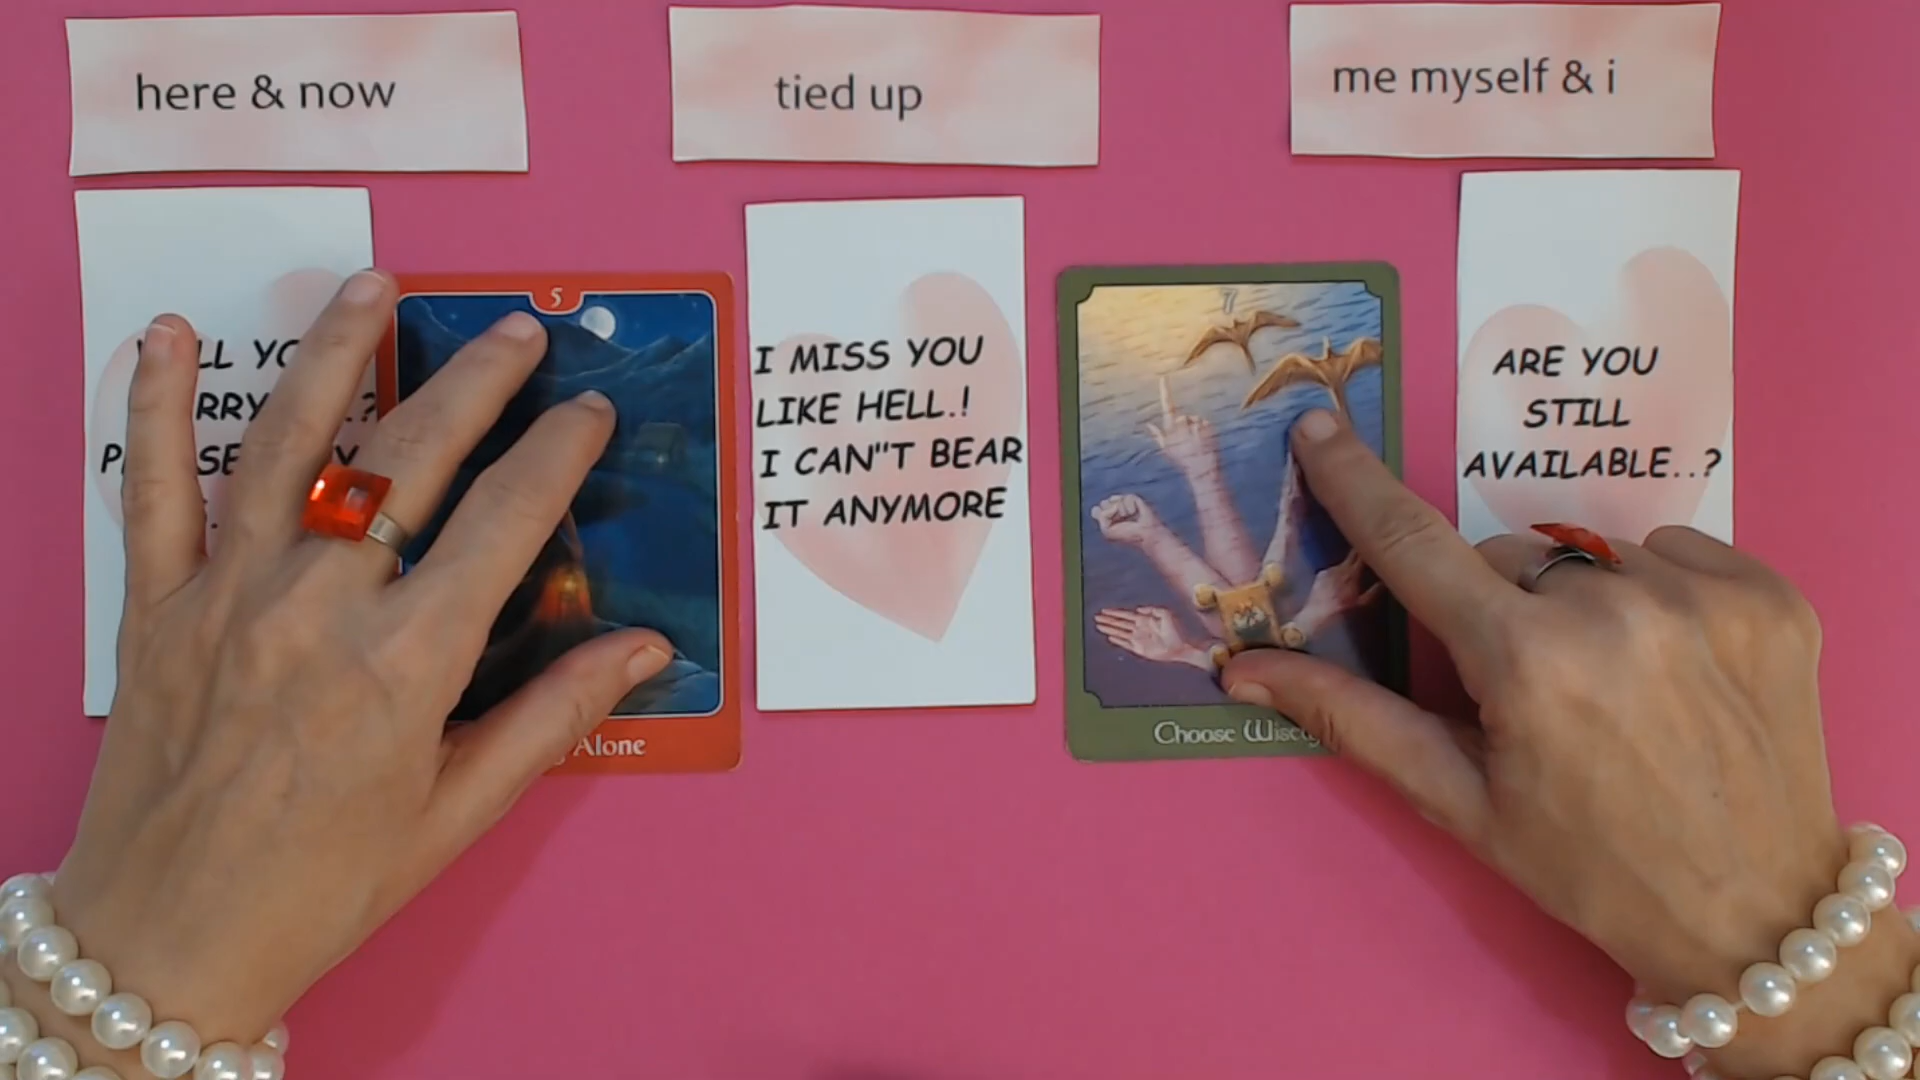 here & now
tied up
me myself & i
I MISS YOU
LIKE HELL.!
I CAN"T BEAR
IT ANYMORE
ARE YOU
STILL
AVAILABLE..?
5
Alone
7
Choose